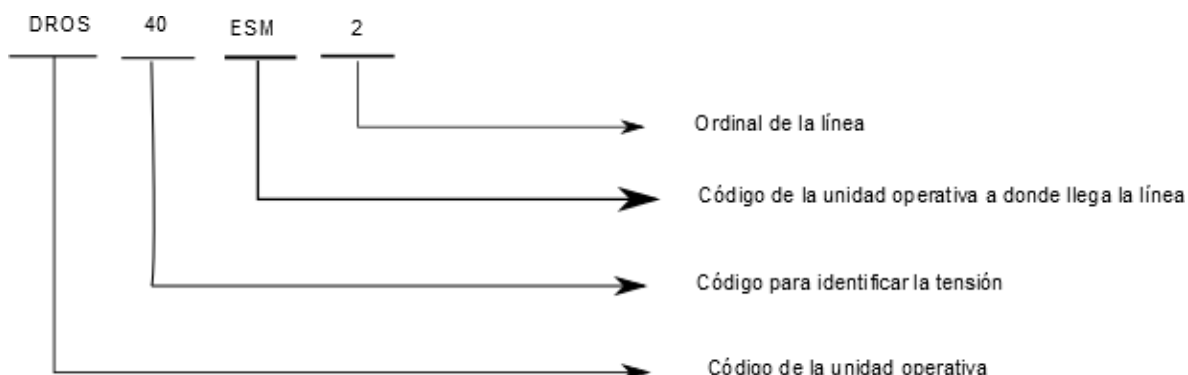 DROS 40 ESM 2
Ordinal de la línea
Código de la unidad operativa a donde llega la línea
Código para identificar la tensión
Código de la unidad operativa